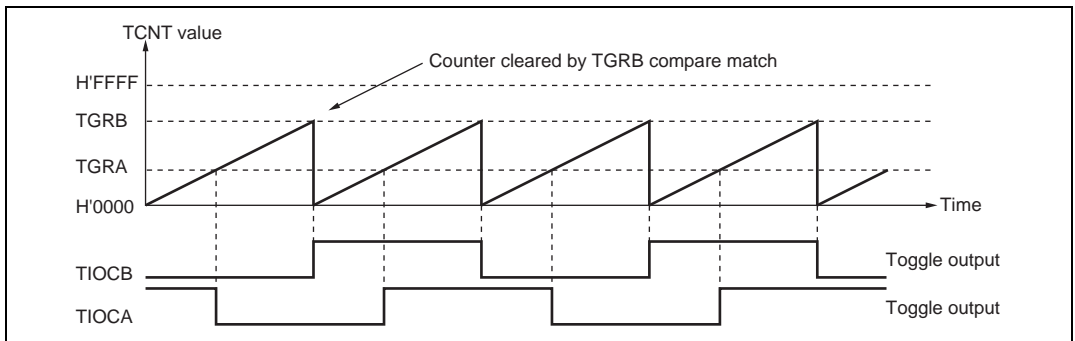 TCNT value
Counter cleared by TGRB compare match
H'FFFF
TGRB
TGRA
H'0000
Time
TIOCB
Toggle output
TIOCA
Toggle output